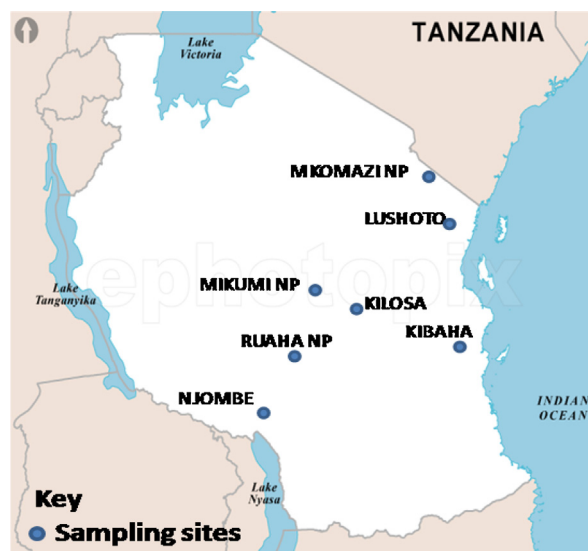 TANZANIA
Lake
Victoria
MKOMAZI NP
LUSHOTO
ephotopix
MIKUMI NP
KILOSA
Lake
Tanganyika
KIBAHA
RUAHA NP
NJOMBE
INDIAN
OCEAN
Lake
Nyasa
Key
Sampling sites